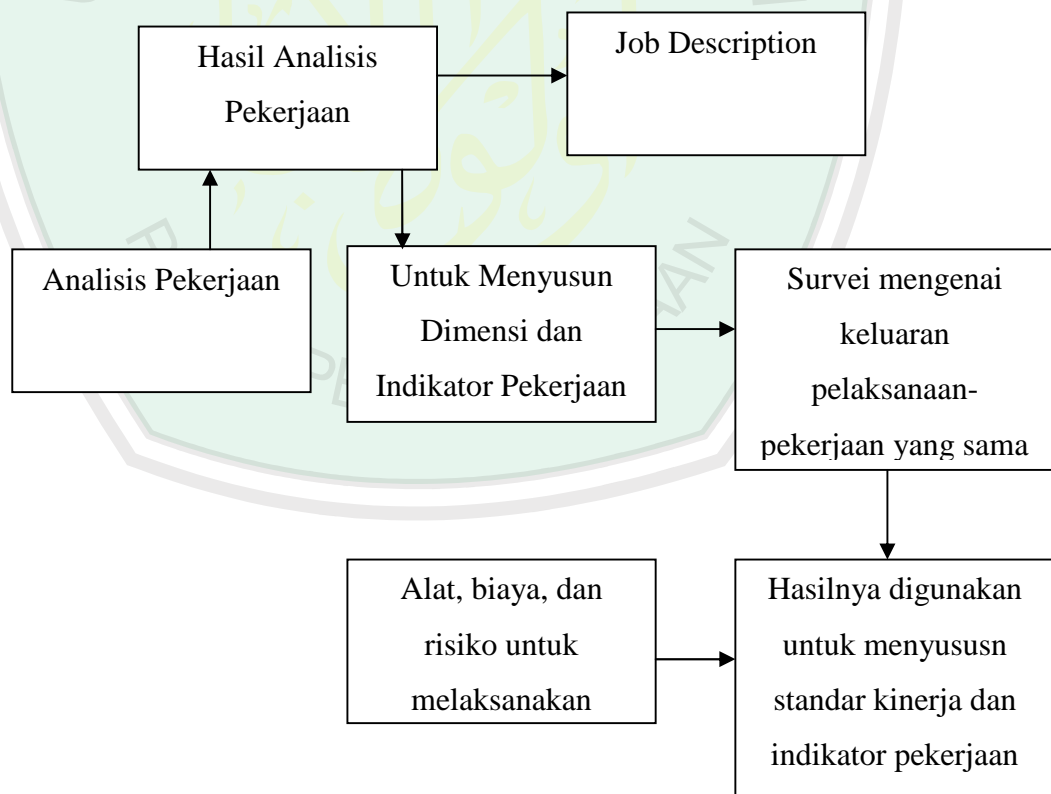 Hasil Analisis
Pekerjaan
Job Description
Analisis Pekerjaan
Untuk Menyusun
Dimensi dan
Indikator Pekerjaan
Survei mengenai
keluaran
pelaksanaan-
pekerjaan yang sama
Alat, biaya, dan
risiko untuk
melaksanakan
Hasilnya digunakan
untuk menyususn
standar kinerja dan
indikator pekerjaan